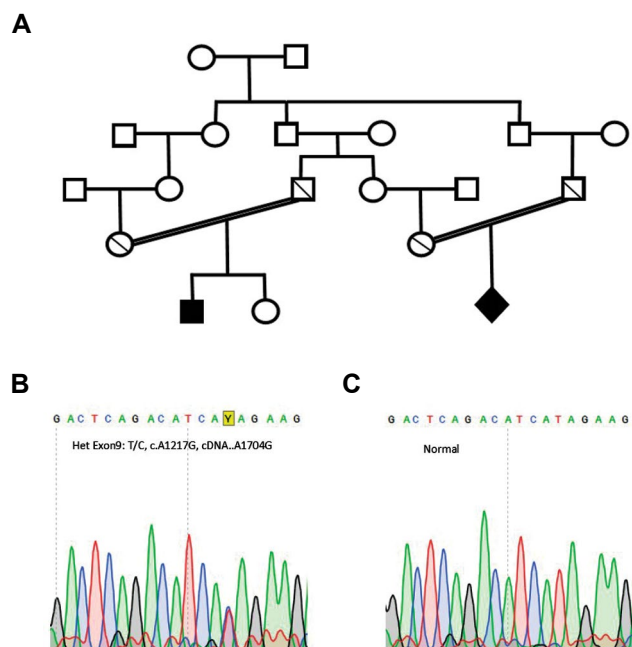 A
B
C
G A C T C A G A C A T C A Y A G A A G
G A C T C A G A C A T C A T A G A A G
Het Exon9: T/C, c.A1217G, cDNA..A1704G
Normal